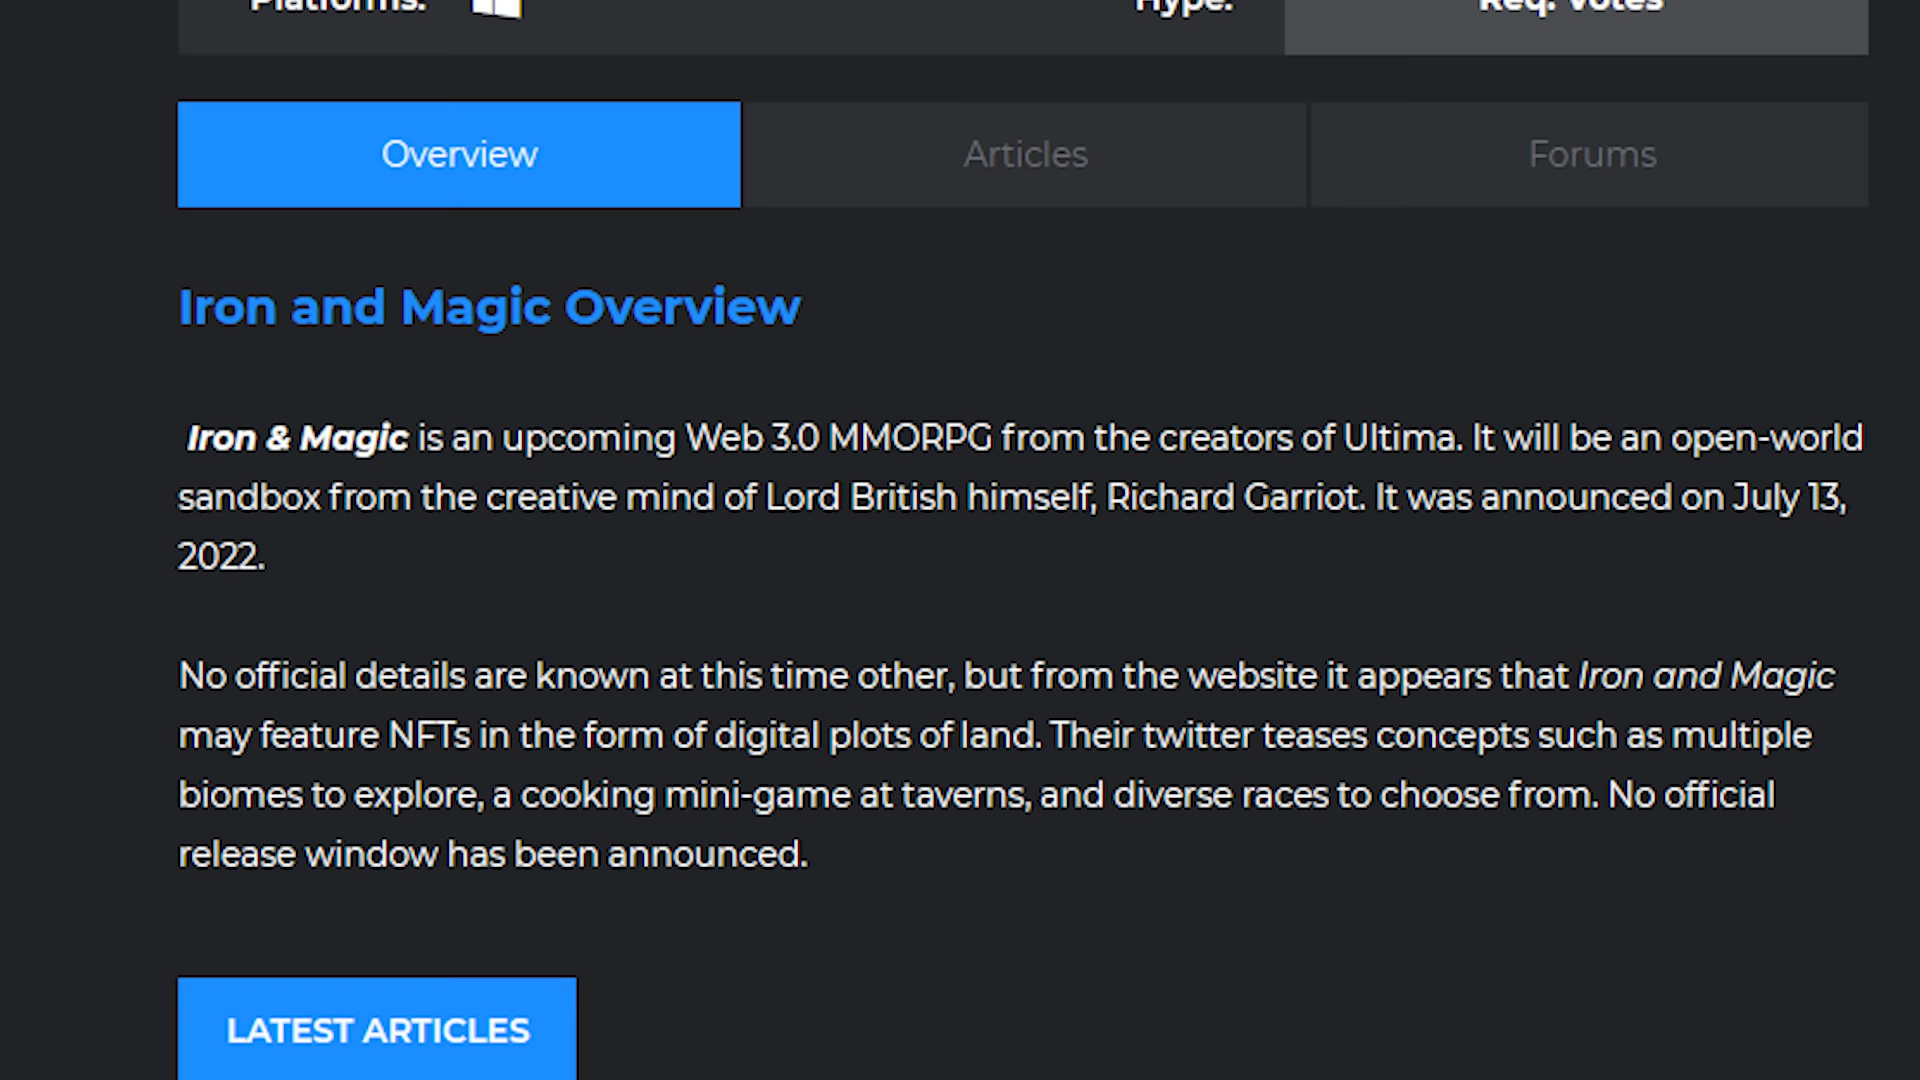 Platforms: Hype: Req. Votes
Overview Articles Forums
Iron and Magic Overview
Iron & Magic is an upcoming Web 3.0 MMORPG from the creators of Ultima. It will be an open-world
sandbox from the creative mind of Lord British himself, Richard Garriot. It was announced on July 13,
2022.
No official details are known at this time other, but from the website it appears that Iron and Magic
may feature NFTs in the form of digital plots of land. Their twitter teases concepts such as multiple
biomes to explore, a cooking mini-game at taverns, and diverse races to choose from. No official
release window has been announced.
LATEST ARTICLES